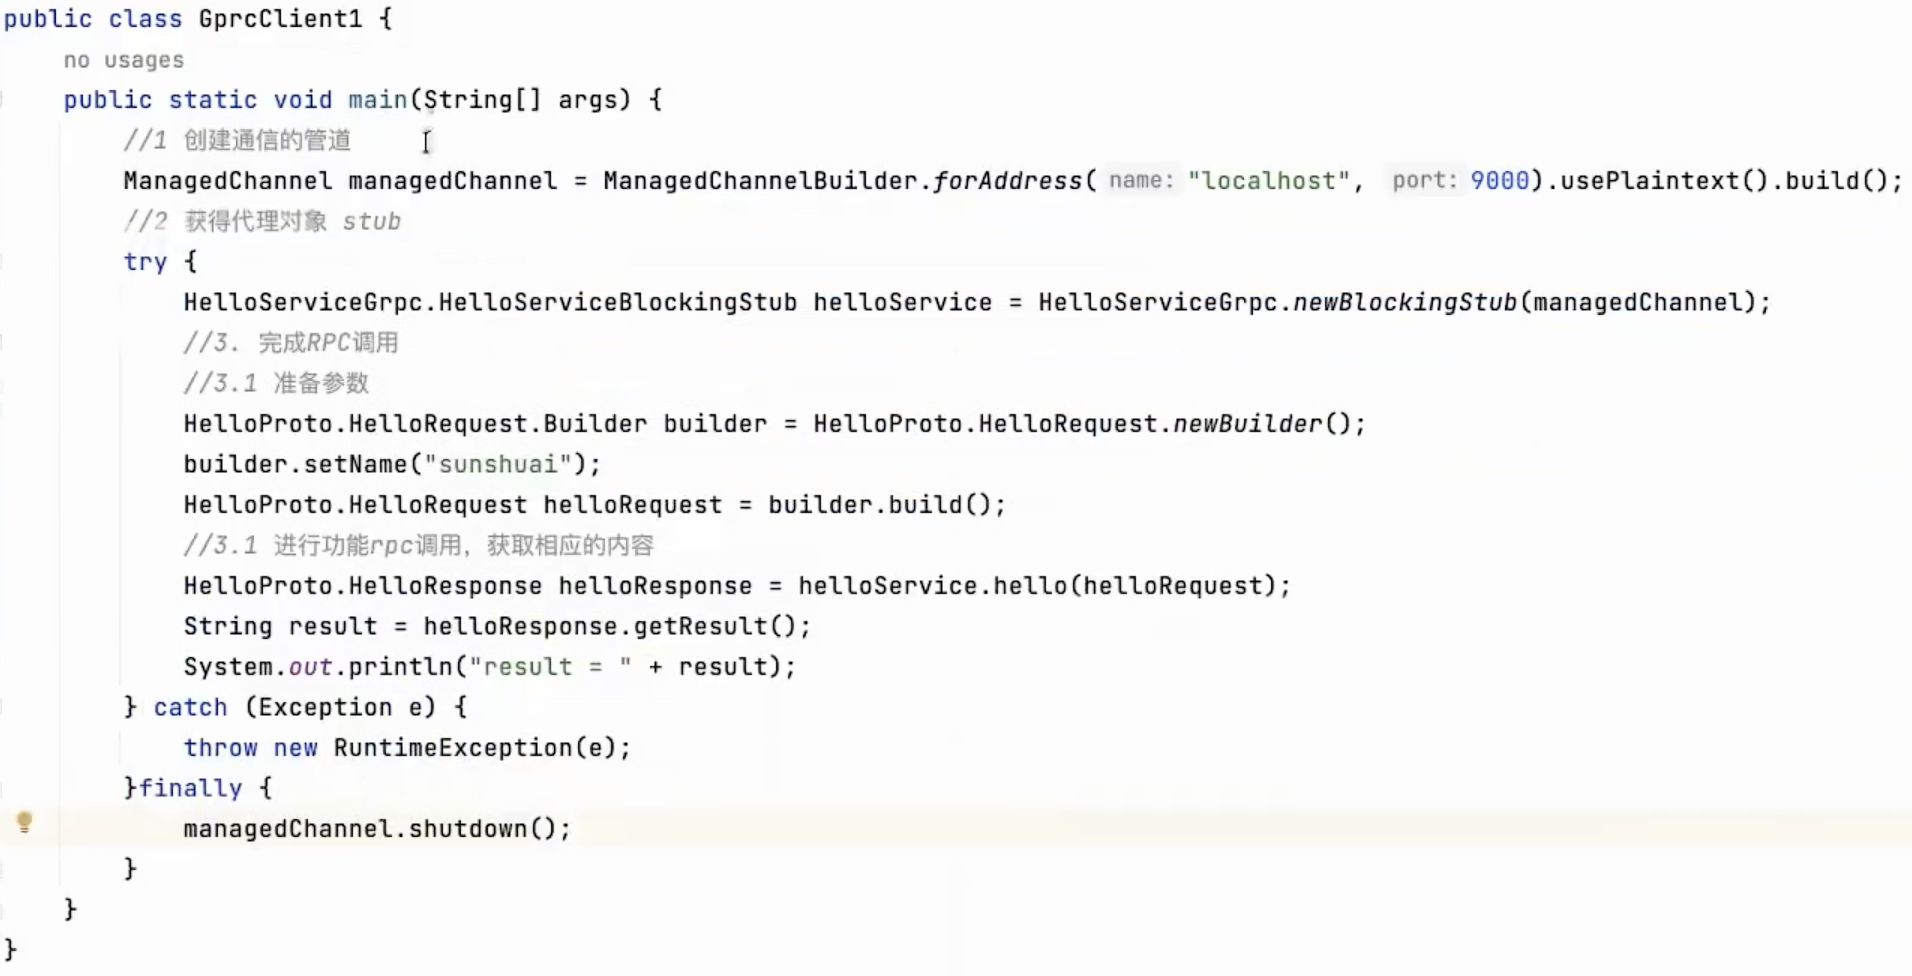 public class GprcClient1 {
no usages
public static void main(String[] args) {
//1 创建通信的管道
ManagedChannel managedChannel = ManagedChannelBuilder.forAddress( name: "localhost", port: 9000).usePlaintext().build();
//2 获得代理对象 stub
try {
HelloServiceGrpc.HelloServiceBlockingStub helloService = HelloServiceGrpc.newBlockingStub(managedChannel);
//3. 完成RPC调用
//3.1 准备参数
HelloProto.HelloRequest.Builder builder = HelloProto.HelloRequest.newBuilder();
builder.setName("sunshuai");
HelloProto.HelloRequest helloRequest = builder.build();
//3.1 进行功能rpc调用，获取相应的内容
HelloProto.HelloResponse helloResponse = helloService.hello(helloRequest);
String result = helloResponse.getResult();
System.out.println("result = " + result);
} catch (Exception e) {
throw new RuntimeException(e);
}finally {
managedChannel.shutdown();
}
}
}